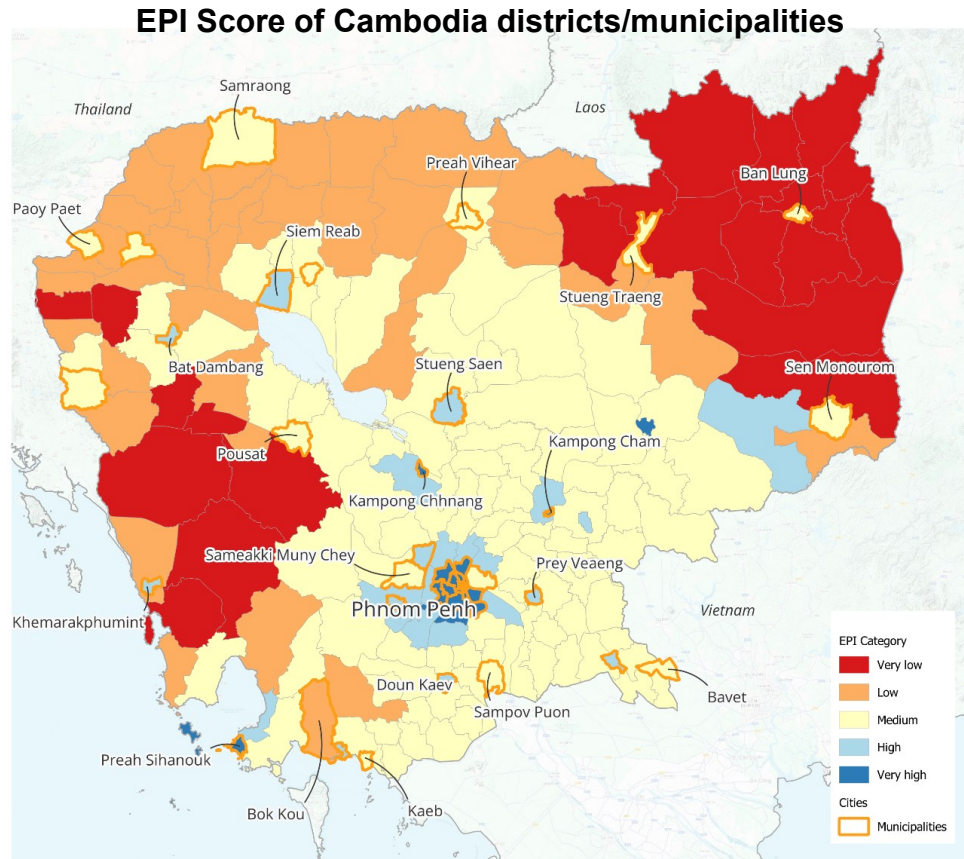 EPI Score of Cambodia districts/municipalities
Samraong
Thailand
Laos
Preah Vihear
Ban Lung
Paoy Paet
Siem Reab
Stueng Traeng
Bat Dambang
Stueng Saen
Sen Monourom
Pousat
Kampong Cham
Kampong Chhnang
Sameakki Muny Chey
Prey Veaeng
Phnom Penh
Khemarakphumint
Vietnam
Doun Kaev
Sampov Puon
Bavet
Preah Sihanouk
Bok Kou
Kaeb
EPI Category
Very low
Low
Medium
High
Very high
Cities
Municipalities